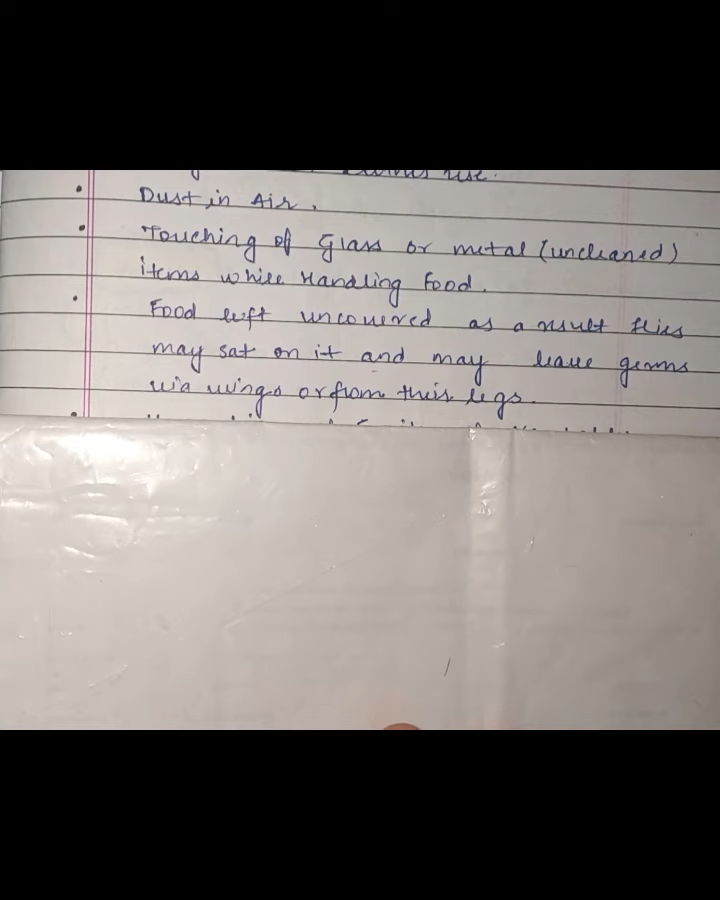 use.
• Dust in Air.
• Touching of Glass or metal (uncleaned)
items while Handling food.
• Food left uncovered as a result flies
may sat on it and may leave germs
via wings or from their legs.